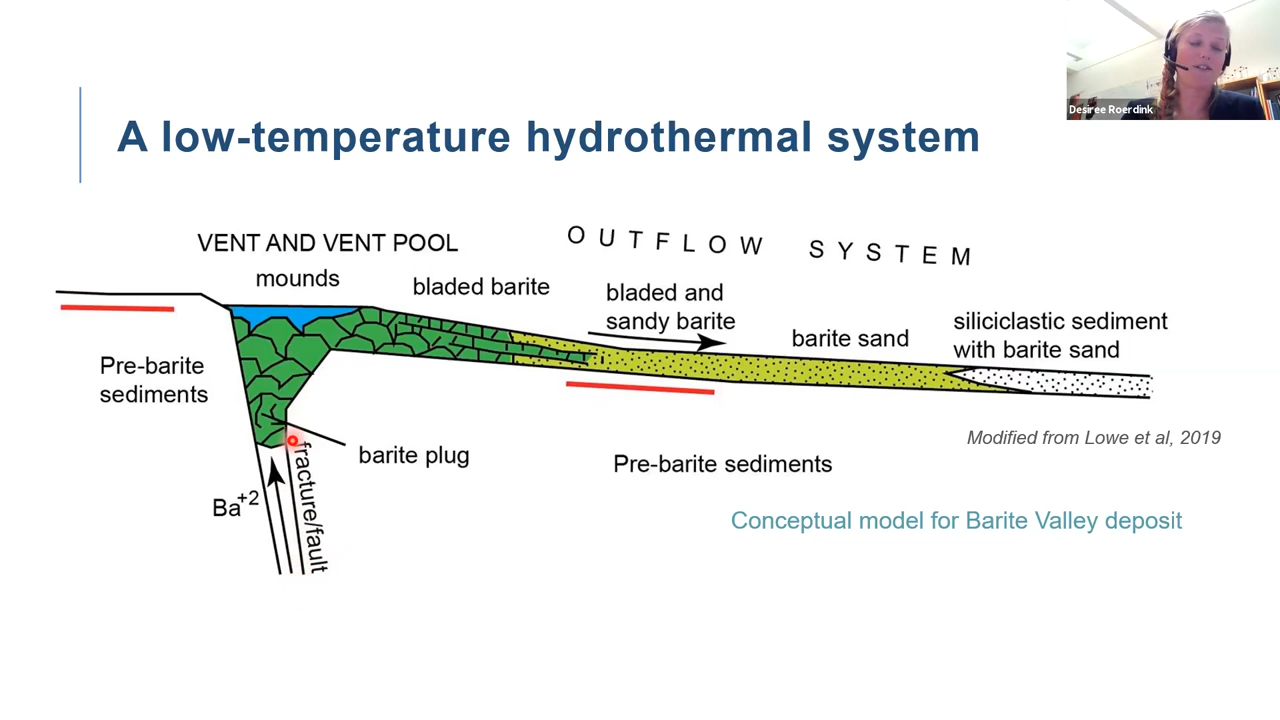 Desiree Roerdink
A low-temperature hydrothermal system
VENT AND VENT POOL
OUTFLOW SYSTEM
mounds
bladed barite
bladed and
sandy barite
barite sand
siliciclastic sediment
with barite sand
Pre-barite
sediments
barite plug
fracture/fault
Ba+2
Pre-barite sediments
Modified from Lowe et al, 2019
Conceptual model for Barite Valley deposit